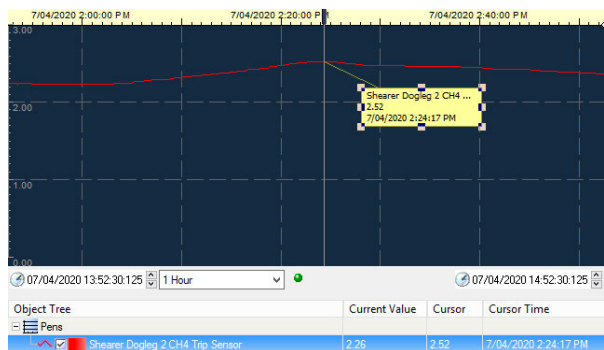 7/04/2020 2:00:00 PM 7/04/2020 2:20:00 P 7/04/2020 2:40:00 PM
3.00
Shearer Dogleg 2 CH4 ...
2.52
7/04/2020 2:24:17 PM
2.00
1.00
0.00
07/04/2020 13:52:30:125 1 Hour 07/04/2020 14:52:30:125
Object Tree Current Value Cursor Cursor Time
Pens
Shearer Dogleg 2 CH4 Trip Sensor 2.26 2.52 7/04/2020 2:24:17 PM